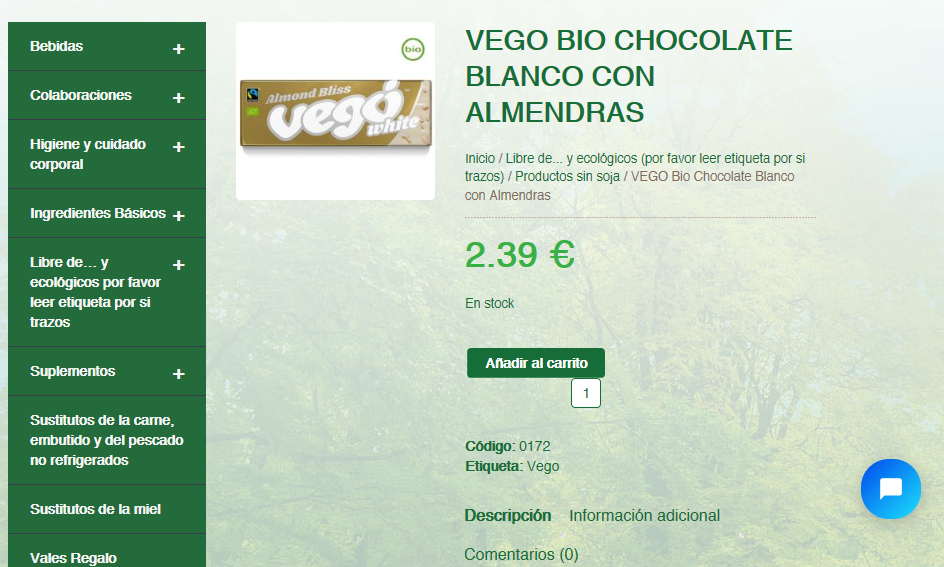 Bebidas +
Colaboraciones +
Higiene y cuidado +
corporal
Ingredientes Básicos +
Libre de... y +
ecológicos por favor
leer etiqueta por si
trazos
Suplementos +
Sustitutos de la carne,
embutido y del pescado
no refrigerados
Sustitutos de la miel
Vales Regalo
bio
Almond Bliss
vegó
white
VEGO BIO CHOCOLATE
BLANCO CON
ALMENDRAS
Inicio / Libre de... y ecológicos (por favor leer etiqueta por si
trazos) / Productos sin soja / VEGO Bio Chocolate Blanco
con Almendras
2.39 €
En stock
Añadir al carrito
1
Código: 0172
Etiqueta: Vego
Descripción Información adicional
Comentarios (0)